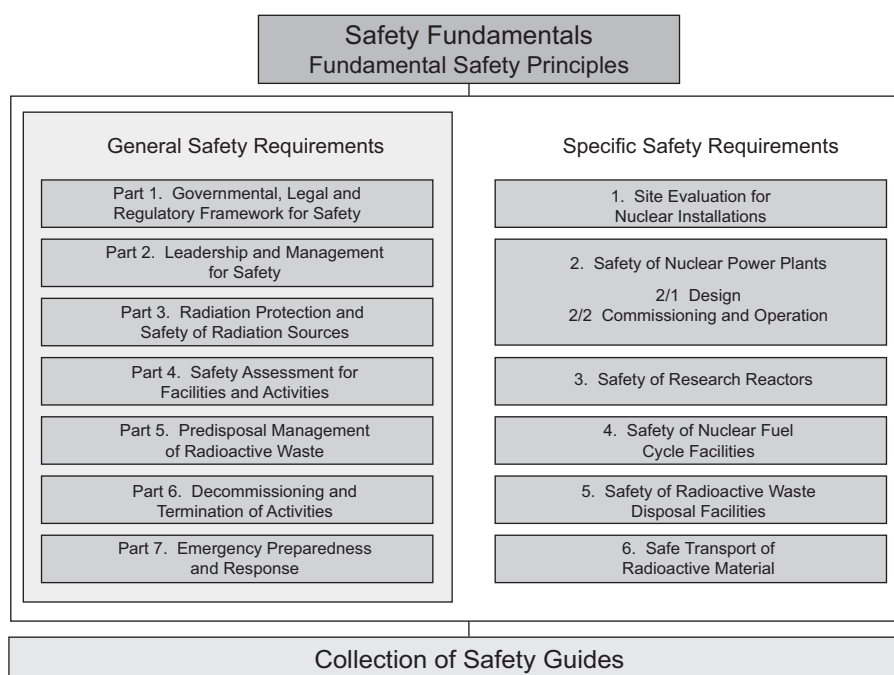 Safety Fundamentals
Fundamental Safety Principles
General Safety Requirements
Part 1. Governmental, Legal and
Regulatory Framework for Safety
Part 2. Leadership and Management
for Safety
Part 3. Radiation Protection and
Safety of Radiation Sources
Part 4. Safety Assessment for
Facilities and Activities
Part 5. Predisposal Management
of Radioactive Waste
Part 6. Decommissioning and
Termination of Activities
Part 7. Emergency Preparedness
and Response
Specific Safety Requirements
1. Site Evaluation for
Nuclear Installations
2. Safety of Nuclear Power Plants
2/1 Design
2/2 Commissioning and Operation
3. Safety of Research Reactors
4. Safety of Nuclear Fuel
Cycle Facilities
5. Safety of Radioactive Waste
Disposal Facilities
6. Safe Transport of
Radioactive Material
Collection of Safety Guides